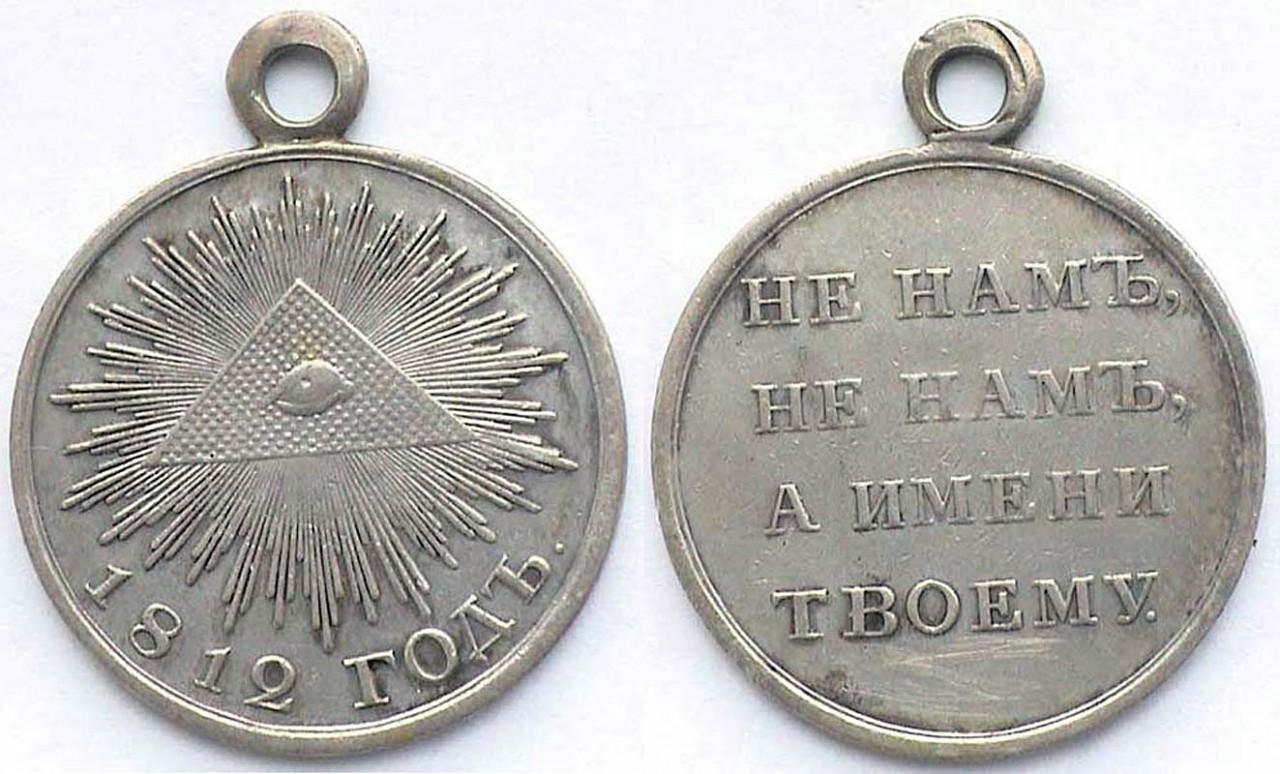 1812 ГОДЪ.
НЕ НАМЪ,
НЕ НАМЪ,
А ИМЕНИ
ТВОЕМУ.